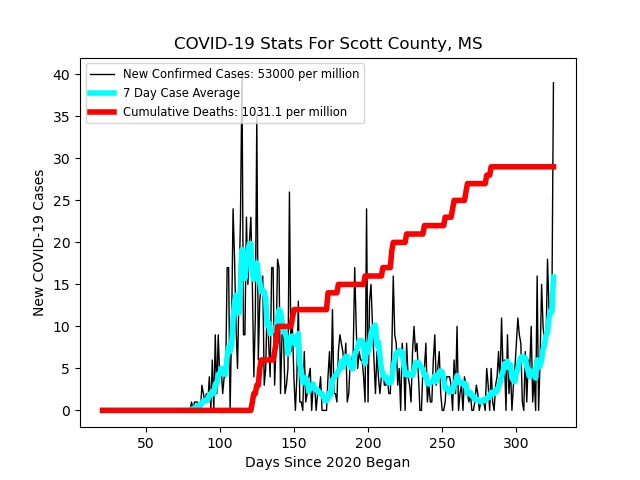 COVID-19 Stats For Scott County, MS
New Confirmed Cases: 53000 per million
7 Day Case Average
Cumulative Deaths: 1031.1 per million
New COVID-19 Cases
40
35
30
25
20
15
10
5
0
50 100 150 200 250 300
Days Since 2020 Began